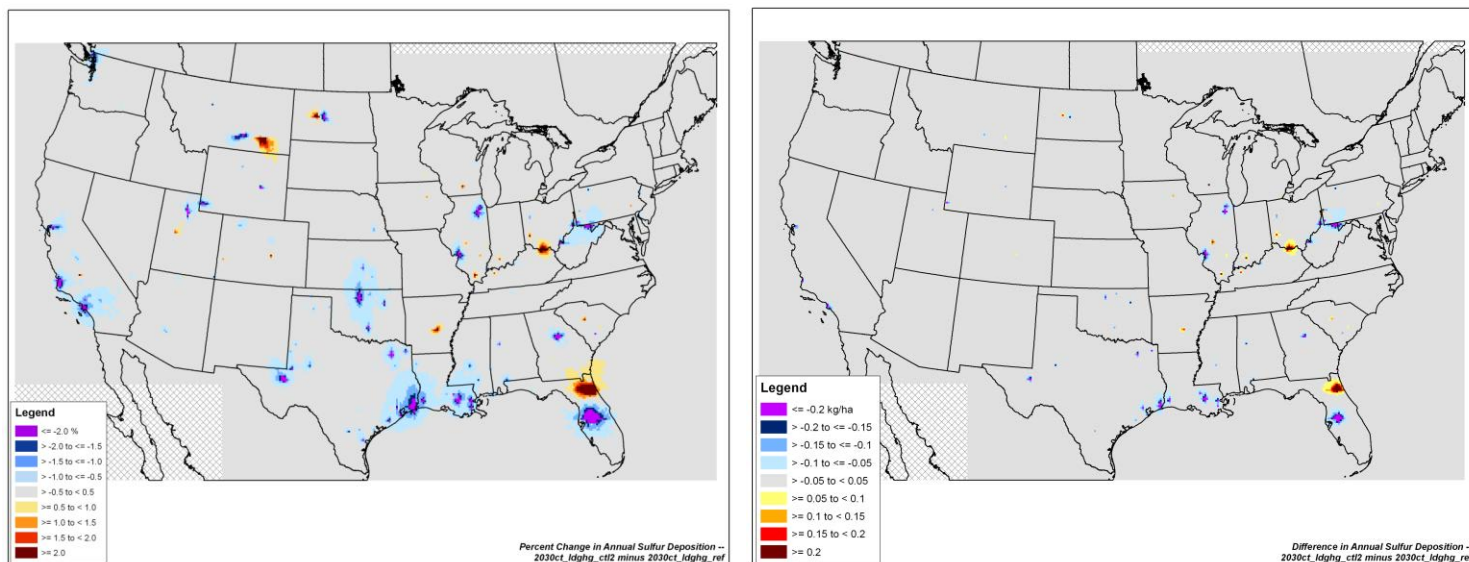 Legend
<= -2.0 %
> -2.0 to <= -1.5
> -1.5 to <= -1.0
> -1.0 to <= -0.5
> -0.5 to < 0.5
>= 0.5 to < 1.0
>= 1.0 to < 1.5
>= 1.5 to < 2.0
>= 2.0
Percent Change in Annual Sulfur Deposition --
2030ct_ldghg_ctl2 minus 2030ct_ldghg_ref
Legend
<= -0.2 kg/ha
> -0.2 to <= -0.15
> -0.15 to <= -0.1
> -0.1 to <= -0.05
> -0.05 to < 0.05
>= 0.05 to < 0.1
>= 0.1 to < 0.15
>= 0.15 to < 0.2
>= 0.2
Difference in Annual Sulfur Deposition --
2030ct_ldghg_ctl2 minus 2030ct_ldghg_ref